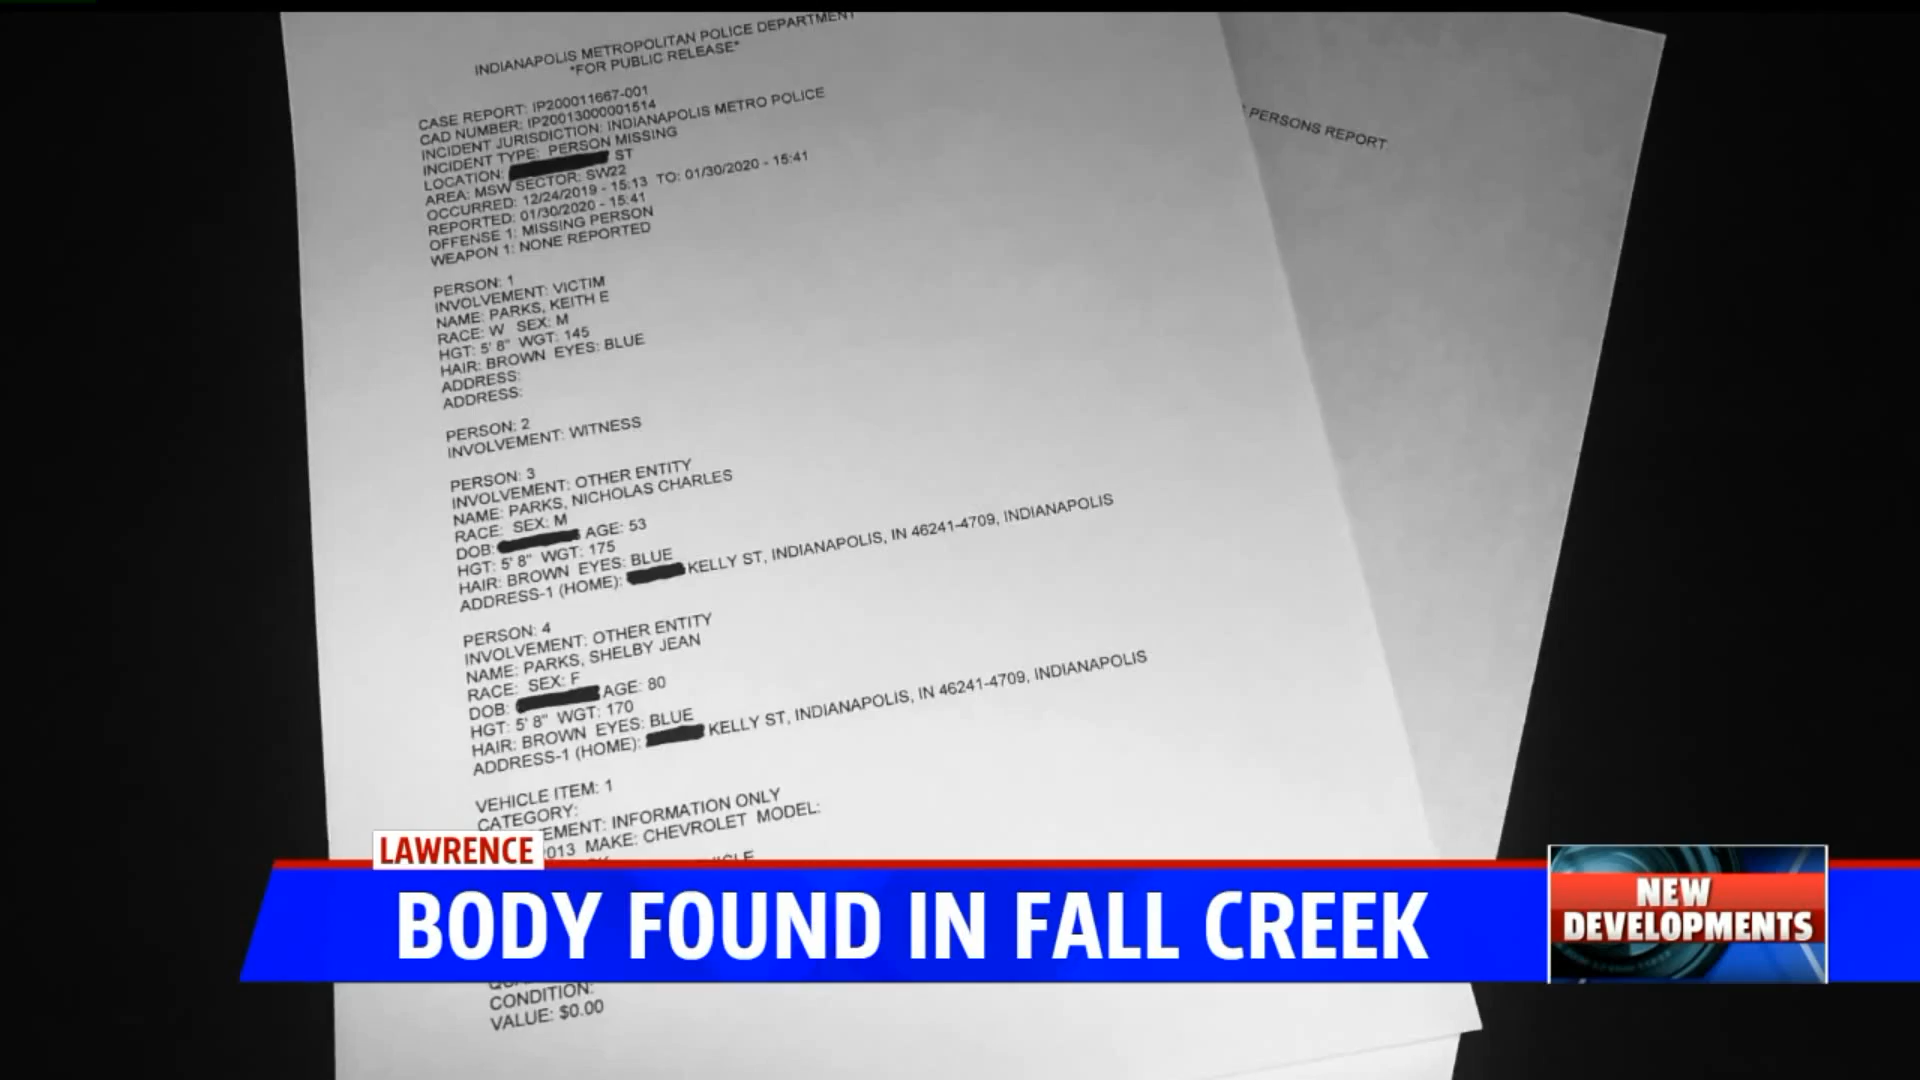 INDIANAPOLIS METROPOLITAN POLICE DEPARTMENT
*FOR PUBLIC RELEASE*
CASE REPORT: IP200011667-001
CAD NUMBER: IP20013000001514
INCIDENT JURISDICTION: INDIANAPOLIS METRO POLICE
INCIDENT TYPE: PERSON MISSING
LOCATION: ST
AREA: MSW SECTOR: SW22
OCCURRED: 12/24/2019 - 15:13 TO: 01/30/2020 - 15:41
REPORTED: 01/30/2020 - 15:41
OFFENSE 1: MISSING PERSON
WEAPON 1: NONE REPORTED
PERSON: 1
INVOLVEMENT: VICTIM
NAME: PARKS, KEITH E
RACE: W SEX: M
HGT: 5' 8" WGT: 145
HAIR: BROWN EYES: BLUE
ADDRESS:
ADDRESS:
PERSON: 2
INVOLVEMENT: WITNESS
PERSON: 3
INVOLVEMENT: OTHER ENTITY
NAME: PARKS, NICHOLAS CHARLES
RACE: SEX: M
DOB: AGE: 53
HGT: 5' 8" WGT: 175
HAIR: BROWN EYES: BLUE
ADDRESS-1 (HOME): KELLY ST, INDIANAPOLIS, IN 46241-4709, INDIANAPOLIS
PERSON: 4
INVOLVEMENT: OTHER ENTITY
NAME: PARKS, SHELBY JEAN
RACE: SEX: F
DOB: AGE: 80
HGT: 5' 8" WGT: 170
HAIR: BROWN EYES: BLUE
ADDRESS-1 (HOME): KELLY ST, INDIANAPOLIS, IN 46241-4709, INDIANAPOLIS
VEHICLE ITEM: 1
CATEGORY:
EMENT: INFORMATION ONLY
013 MAKE: CHEVROLET MODEL:
CONDITION:
VALUE: $0.00
PERSONS REPORT
LAWRENCE
BODY FOUND IN FALL CREEK
NEW
DEVELOPMENTS